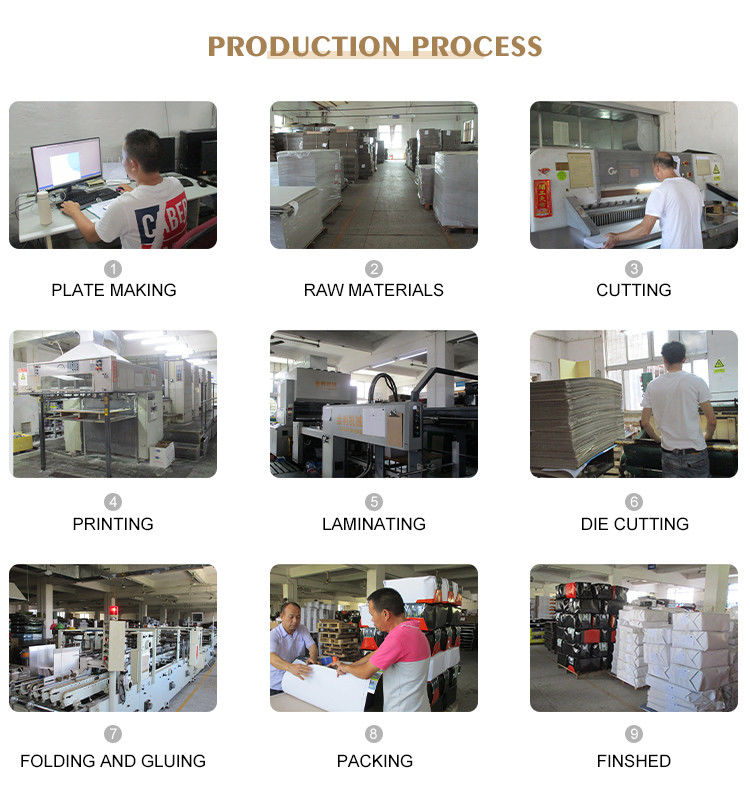 PRODUCTION PROCESS
CABER
1
PLATE MAKING
2
RAW MATERIALS
3
CUTTING
4
PRINTING
5
LAMINATING
6
DIE CUTTING
7
FOLDING AND GLUING
8
PACKING
9
FINSHED